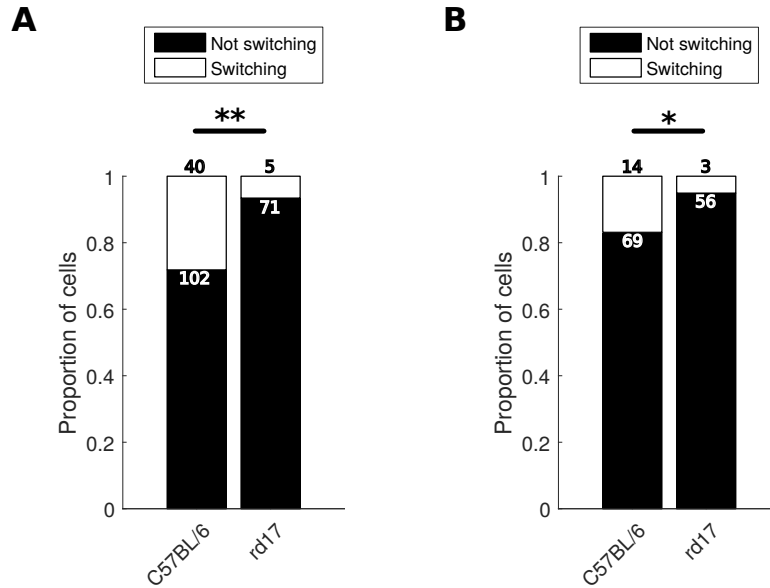 A
Not switching
Switching
**
40 5
1
71
0.8
102
0.6
0.4
0.2
0
Proportion of cells
C57BL/6
rd17
B
Not switching
Switching
*
14 3
1
56
0.8
69
0.6
0.4
0.2
0
Proportion of cells
C57BL/6
rd17